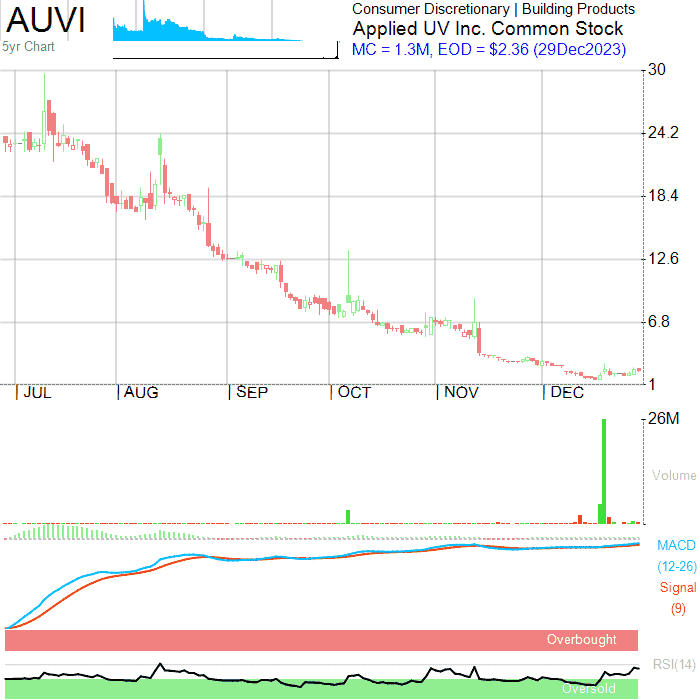 AUVI
5yr Chart
Consumer Discretionary | Building Products
Applied UV Inc. Common Stock
MC = 1.3M, EOD = $2.36 (29Dec2023)
30
24.2
18.4
12.6
6.8
1
JUL AUG SEP OCT NOV DEC
26M
Volume
MACD
(12-26)
Signal
(9)
Overbought
RSI(14)
Oversold